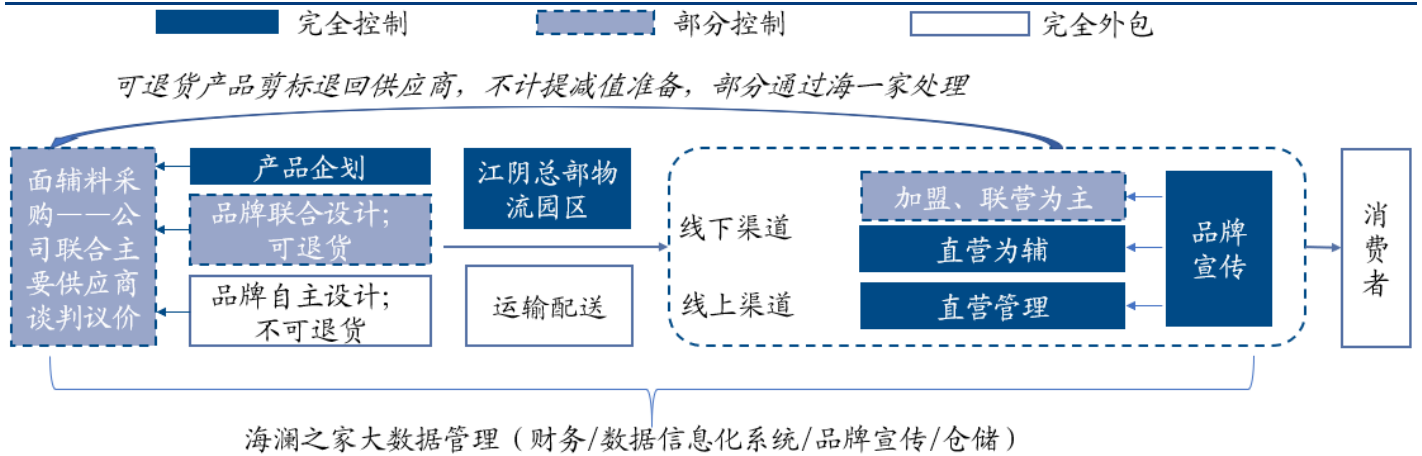 完全控制
部分控制
完全外包
可退货产品剪标退回供应商，不计提减值准备，部分通过海一家处理
面辅料采
购——公
司联合主
要供应商
谈判议价
产品企划
品牌联合设计；
可退货
品牌自主设计；
不可退货
江阴总部物
流园区
运输配送
线下渠道
线上渠道
加盟、联营为主
直营为辅
直营管理
品牌
宣传
消
费
者
海澜之家大数据管理（财务/数据信息化系统/品牌宣传/仓储）